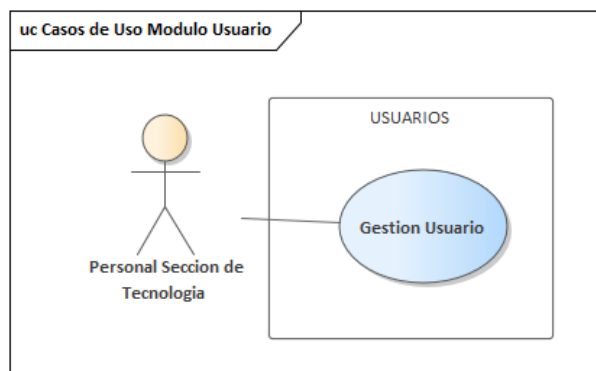 uc Casos de Uso Modulo Usuario
USUARIOS
Gestion Usuario
Personal Seccion de
Tecnologia